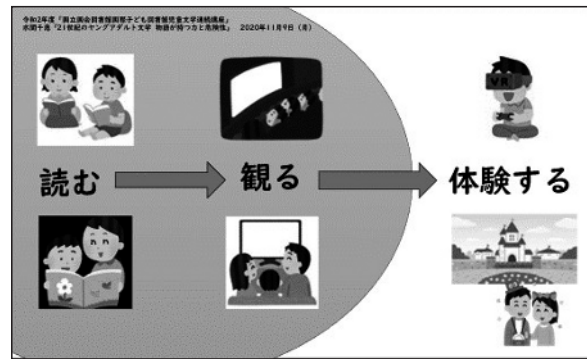 令和2年度「国立国会図書館国際子ども図書館児童文学連続講座」
水間千恵「21世紀のヤングアダルト文学 物語が持つ力と危険性」 2020年11月9日（月）
VR
読む
観る
体験する